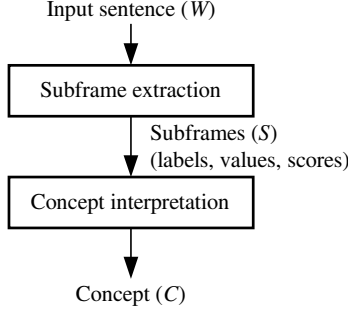 Input sentence (W)
Subframe extraction
Subframes (S)
(labels, values, scores)
Concept interpretation
Concept (C)